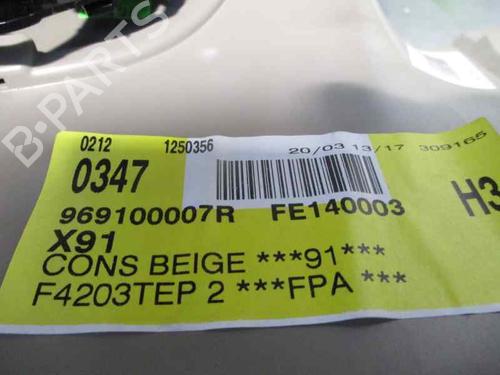 B-PARTS
0212 1250356 20/03 13/17 309165
0347
969100007R FE140003 H3
X91
CONS BEIGE ***91***
F4203TEP 2 ***FPA ***